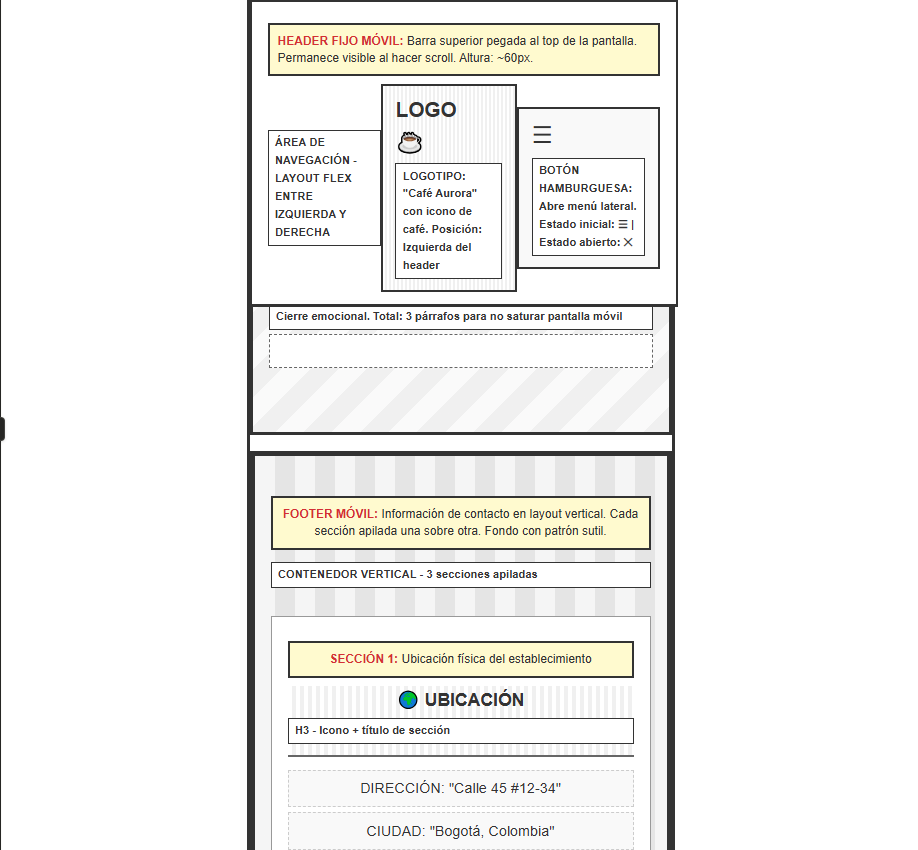 HEADER FIJO MÓVIL: Barra superior pegada al top de la pantalla.
Permanece visible al hacer scroll. Altura: ~60px.
ÁREA DE
NAVEGACIÓN -
LAYOUT FLEX
ENTRE
IZQUIERDA Y
DERECHA
LOGO
LOGOTIPO:
"Café Aurora"
con icono de
café. Posición:
Izquierda del
header
☰
BOTÓN
HAMBURGUESA:
Abre menú lateral.
Estado inicial: ☰ |
Estado abierto: ✕
Cierre emocional. Total: 3 párrafos para no saturar pantalla móvil
FOOTER MÓVIL: Información de contacto en layout vertical. Cada
sección apilada una sobre otra. Fondo con patrón sutil.
CONTENEDOR VERTICAL - 3 secciones apiladas
SECCIÓN 1: Ubicación física del establecimiento
UBICACIÓN
H3 - Icono + título de sección
DIRECCIÓN: "Calle 45 #12-34"
CIUDAD: "Bogotá, Colombia"